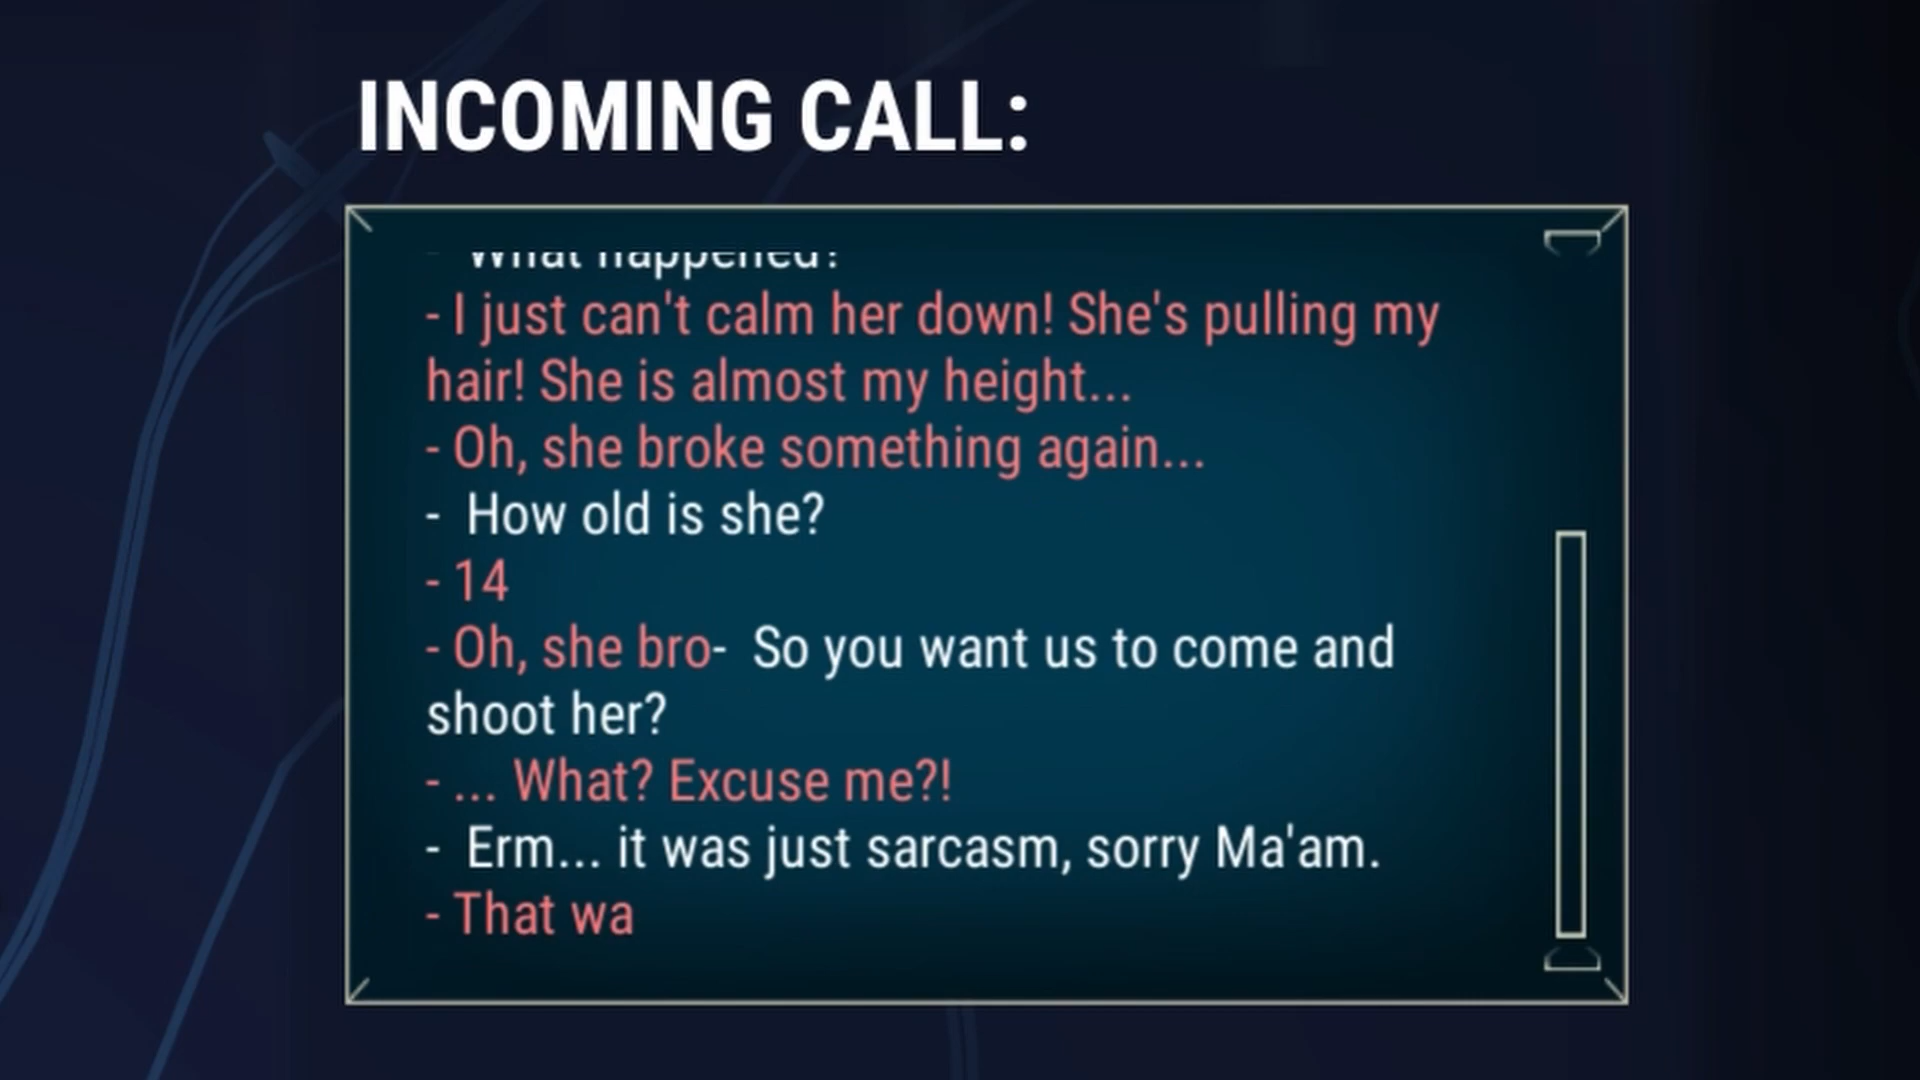 INCOMING CALL:
- What happened?
- I just can't calm her down! She's pulling my
hair! She is almost my height...
- Oh, she broke something again...
-  How old is she?
- 14
- Oh, she bro-  So you want us to come and
shoot her?
- ... What? Excuse me?!
-  Erm... it was just sarcasm, sorry Ma'am.
- That wa